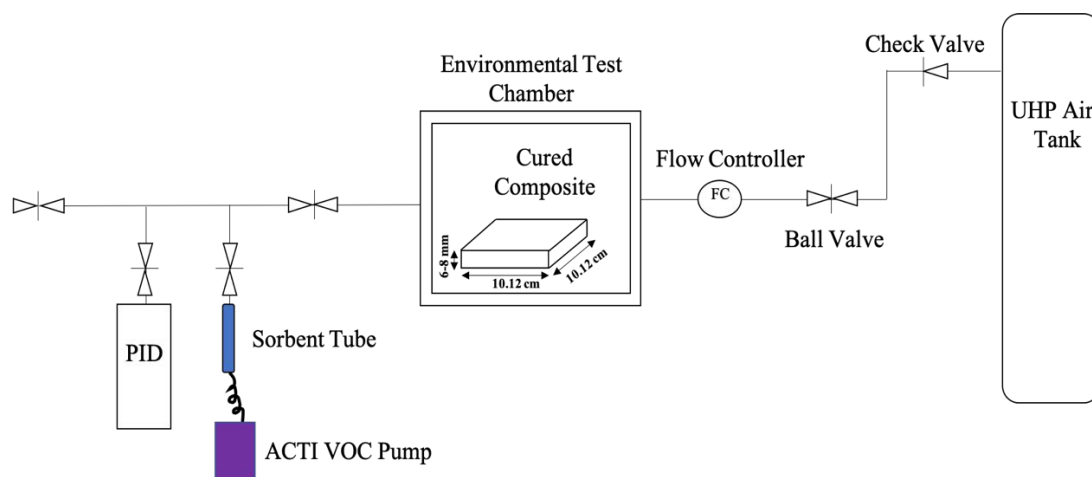 Check Valve
Environmental Test
Chamber
UHP Air
Tank
Cured
Composite
Flow Controller
FC
Ball Valve
6-8 mm
10.12 cm
10.12 cm
PID
Sorbent Tube
ACTI VOC Pump